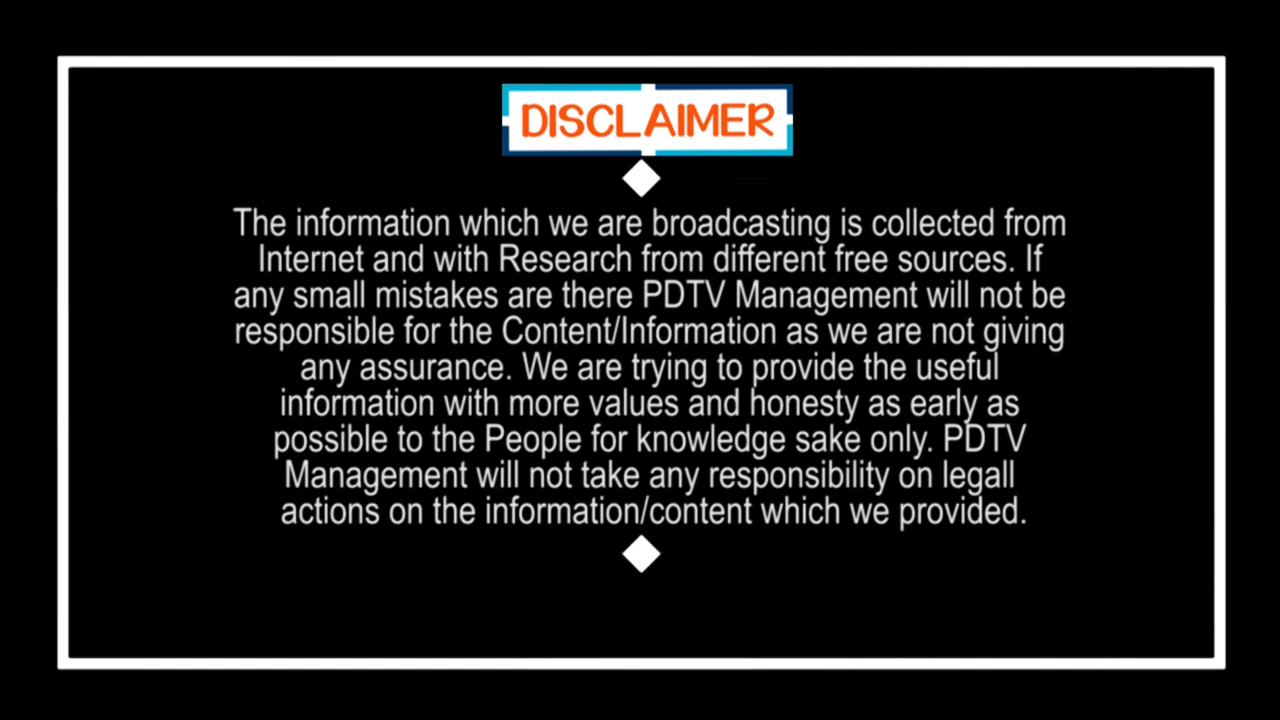 DISCLAIMER
The information which we are broadcasting is collected from
Internet and with Research from different free sources. If
any small mistakes are there PDTV Management will not be
responsible for the Content/Information as we are not giving
any assurance. We are trying to provide the useful
information with more values and honesty as early as
possible to the People for knowledge sake only. PDTV
Management will not take any responsibility on legall
actions on the information/content which we provided.